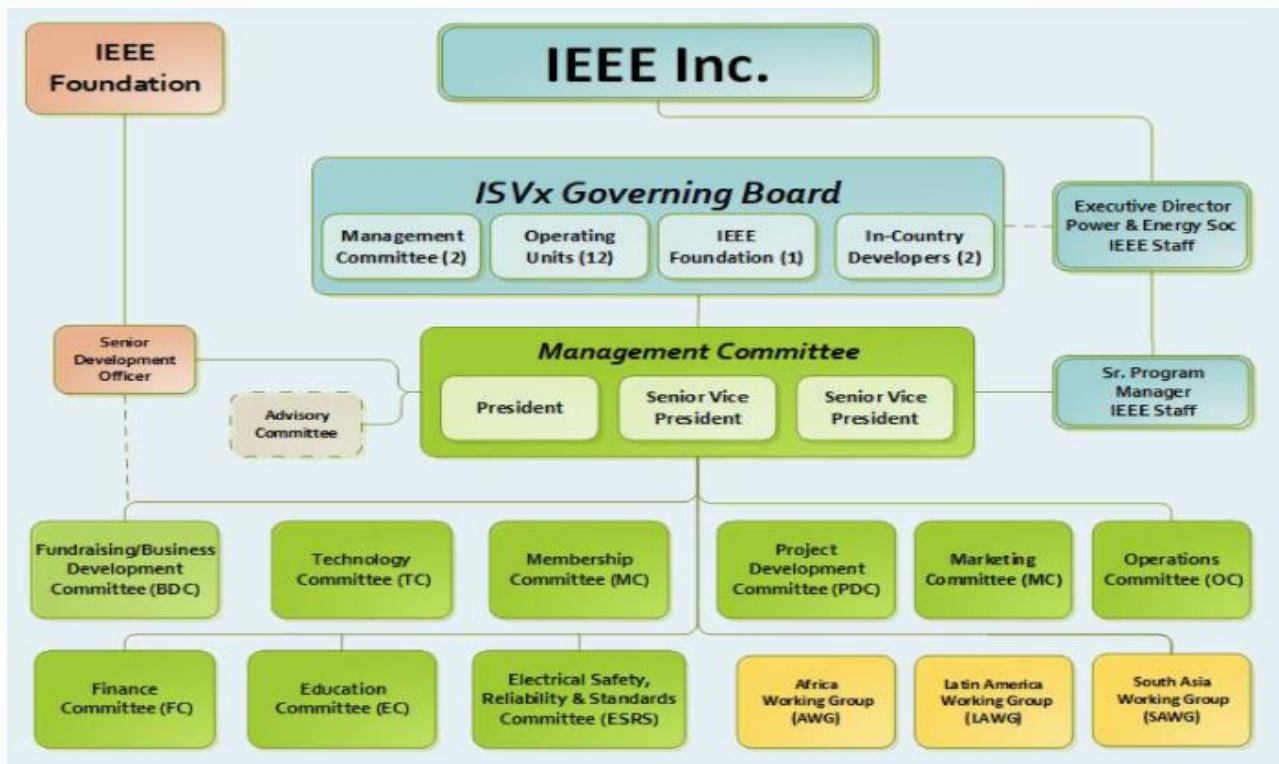 IEEE
Foundation
IEEE Inc.
ISVx Governing Board
Management
Committee (2)
Operating
Units (12)
IEEE
Foundation (1)
In-Country
Developers (2)
Executive Director
Power & Energy Soc
IEEE Staff
Senior
Development
Officer
Advisory
Committee
Management Committee
President
Senior Vice
President
Senior Vice
President
Sr. Program
Manager
IEEE Staff
Fundraising/Business
Development
Committee (BDC)
Technology
Committee (TC)
Membership
Committee (MC)
Project
Development
Committee (PDC)
Marketing
Committee (MC)
Operations
Committee (OC)
Finance
Committee (FC)
Education
Committee (EC)
Electrical Safety,
Reliability & Standards
Committee (ESRS)
Africa
Working Group
(AWG)
Latin America
Working Group
(LAWG)
South Asia
Working Group
(SAWG)